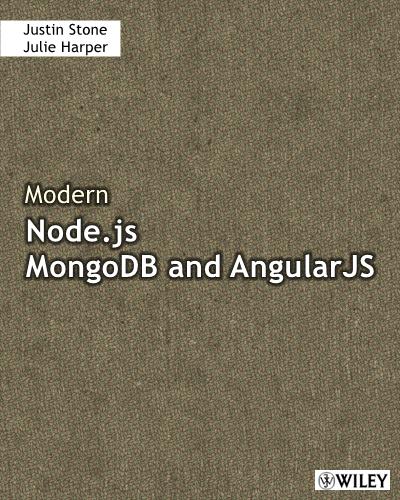 Justin Stone
Julie Harper
Modern
Node.js
MongoDB and AngularJS
WILEY